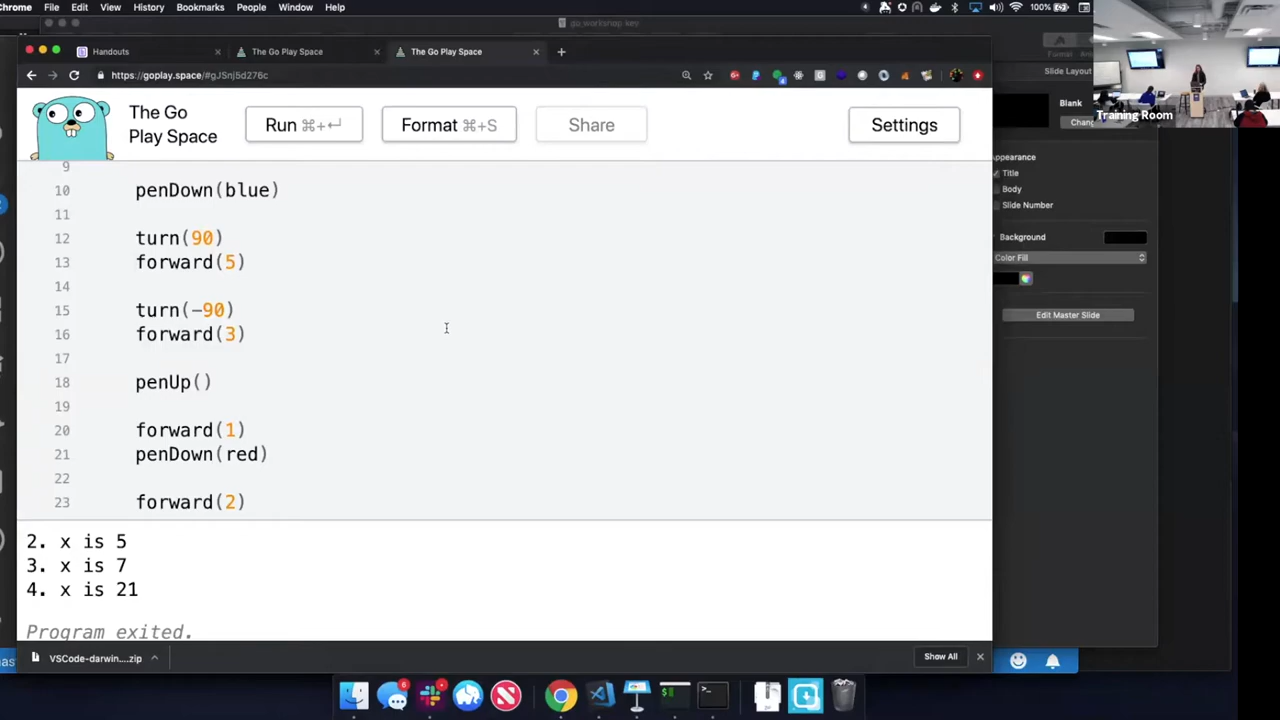 Chrome File Edit View History Bookmarks People Window Help
100%
go_workshop.key
Handouts
The Go Play Space
The Go Play Space
https://goplay.space/#gJSnj5d276c
The Go
Play Space
Run ⌘+↵
Format ⌘+S
Share
Settings
9
10 penDown(blue)
11
12 turn(90)
13 forward(5)
14
15 turn(-90)
16 forward(3)
17
18 penUp()
19
20 forward(1)
21 penDown(red)
22
23 forward(2)
2. x is 5
3. x is 7
4. x is 21
Program exited.
VSCode-darwin....zip
Show All
Format
Slide Layout
Blank
Training Room
Appearance
Title
Body
Slide Number
Background
Color Fill
Edit Master Slide
6